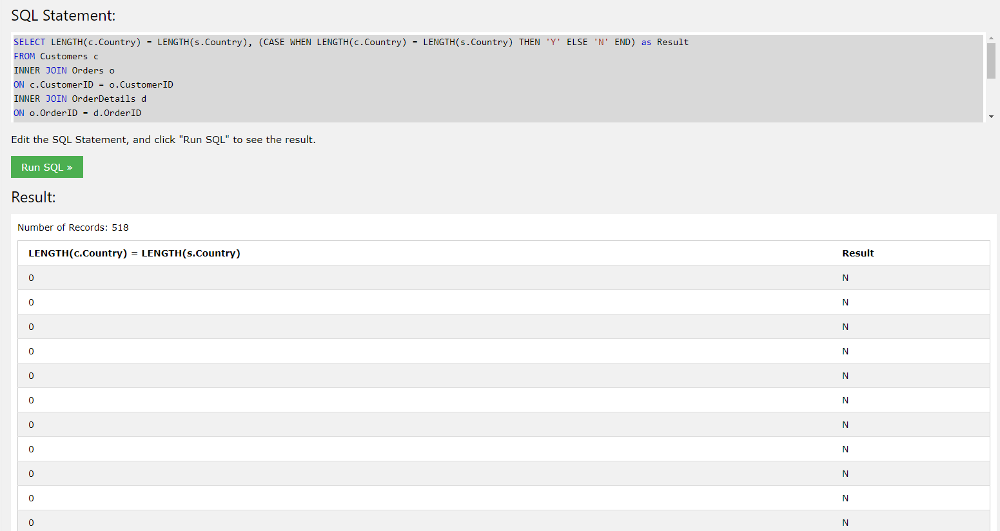 SQL Statement:
SELECT LENGTH(c.Country) = LENGTH(s.Country), (CASE WHEN LENGTH(c.Country) = LENGTH(s.Country) THEN 'Y' ELSE 'N' END) as Result
FROM Customers c
INNER JOIN Orders o
ON c.CustomerID = o.CustomerID
INNER JOIN OrderDetails d
ON o.OrderID = d.OrderID
Edit the SQL Statement, and click "Run SQL" to see the result.
Run SQL »
Result:
Number of Records: 518
LENGTH(c.Country) = LENGTH(s.Country) Result
0 N
0 N
0 N
0 N
0 N
0 N
0 N
0 N
0 N
0 N
0 N